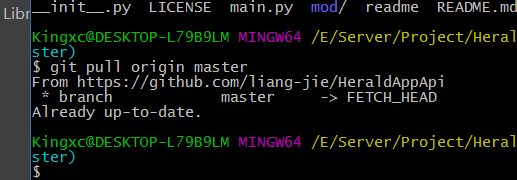 Libr
__init__.py  LICENSE  main.py  mod/  readme  README.md
Kingxc@DESKTOP-L79B9LM MINGW64 /E/Server/Project/Heral
ster)
$ git pull origin master
From https://github.com/liang-jie/HeraldAppApi
 * branch            master     -> FETCH_HEAD
Already up-to-date.
Kingxc@DESKTOP-L79B9LM MINGW64 /E/Server/Project/Heral
ster)
$